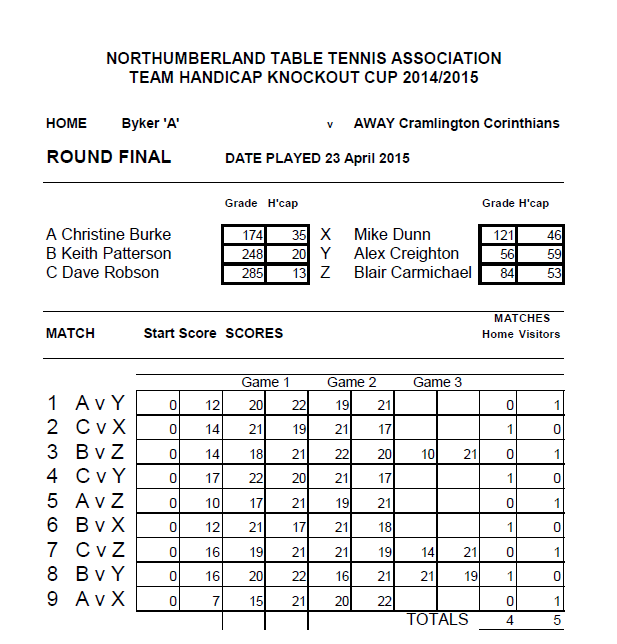 NORTHUMBERLAND TABLE TENNIS ASSOCIATION
TEAM HANDICAP KNOCKOUT CUP 2014/2015
HOME Byker 'A' v AWAY Cramlington Corinthians
ROUND FINAL DATE PLAYED 23 April 2015
Grade H'cap Grade H'cap
A Christine Burke 174 35 X Mike Dunn 121 46
B Keith Patterson 248 20 Y Alex Creighton 56 59
C Dave Robson 285 13 Z Blair Carmichael 84 53
MATCHES
MATCH Start Score SCORES Home Visitors
Game 1 Game 2 Game 3
1 A v Y 0 12 20 22 19 21 0 1
2 C v X 0 14 21 19 21 17 1 0
3 B v Z 0 14 18 21 22 20 10 21 0 1
4 C v Y 0 17 22 20 21 17 1 0
5 A v Z 0 10 17 21 19 21 0 1
6 B v X 0 12 21 17 21 18 1 0
7 C v Z 0 16 19 21 21 19 14 21 0 1
8 B v Y 0 16 20 22 16 21 21 19 1 0
9 A v X 0 7 15 21 20 22 0 1
TOTALS 4 5